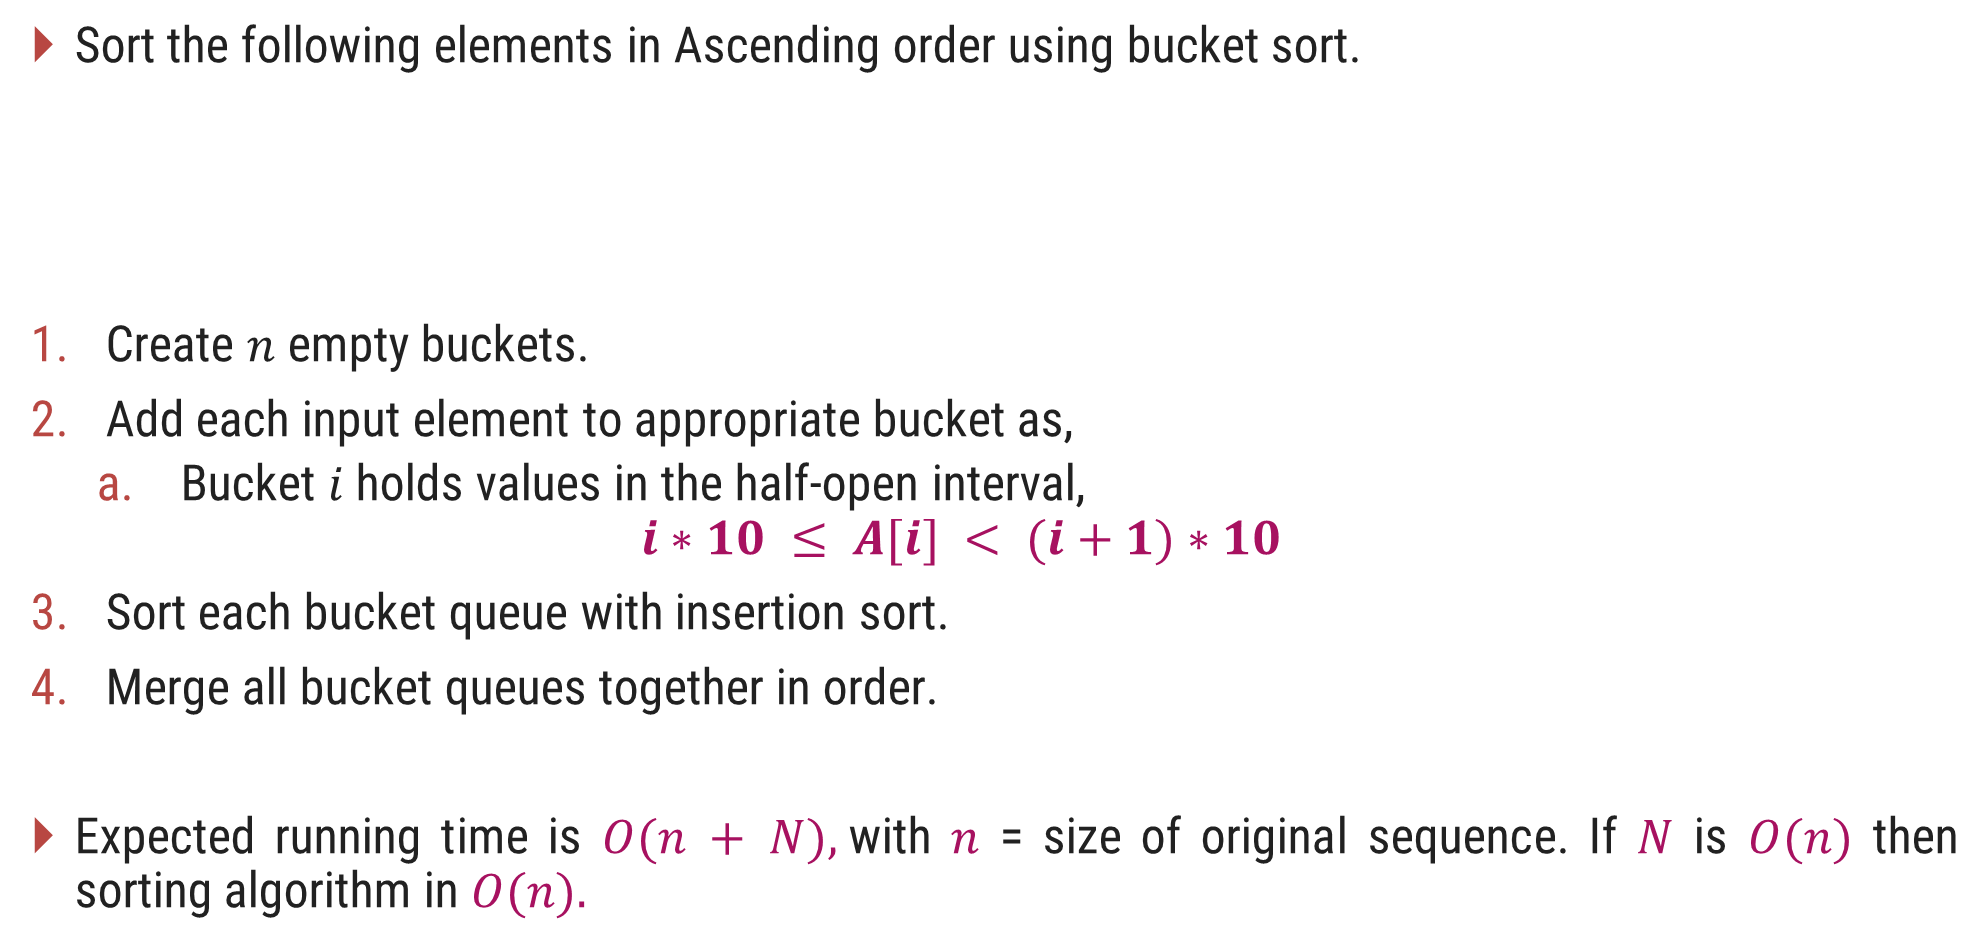 Sort the following elements in Ascending order using bucket sort.
1. Create n empty buckets.
2. Add each input element to appropriate bucket as,
a. Bucket i holds values in the half-open interval,
i ∗ 10 ≤ A[i] < (i + 1) ∗ 10
3. Sort each bucket queue with insertion sort.
4. Merge all bucket queues together in order.
Expected running time is O(n + N), with n = size of original sequence. If N is O(n) then
sorting algorithm in O(n).